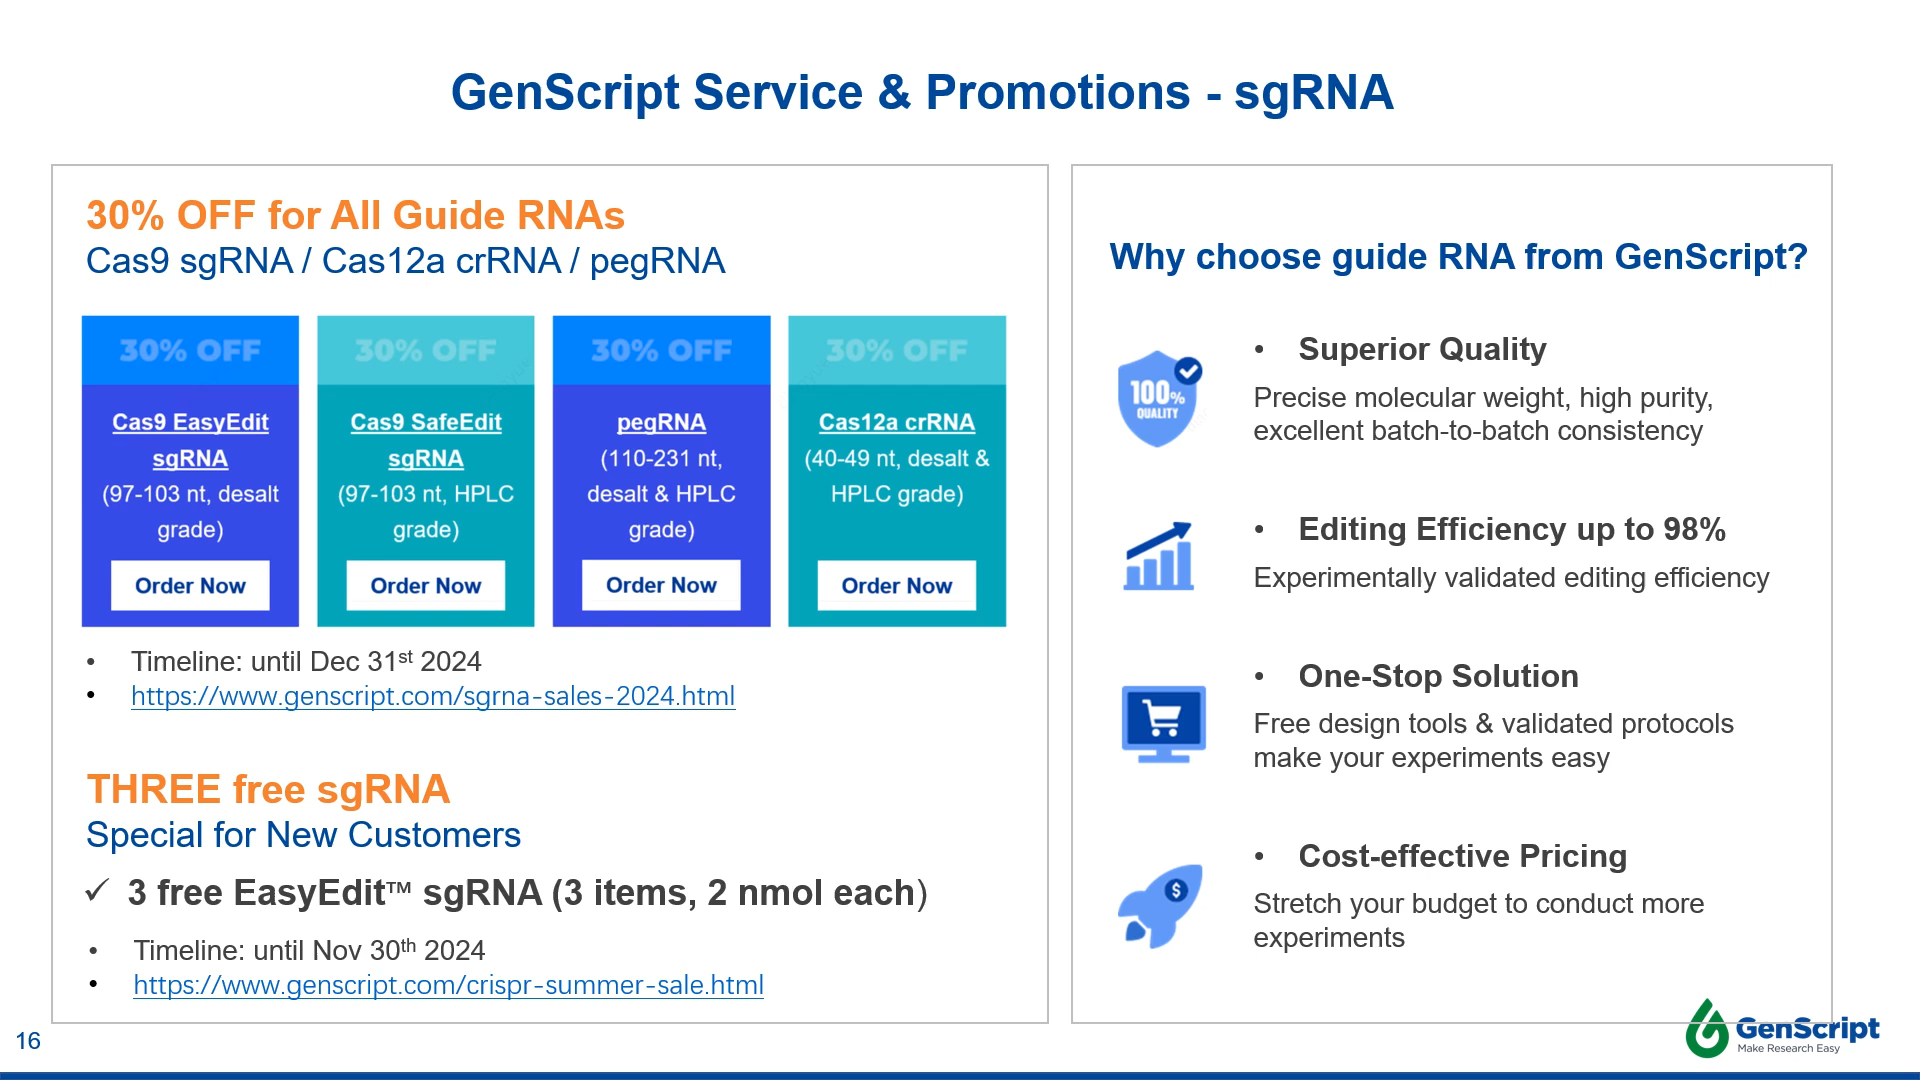 GenScript Service & Promotions - sgRNA
30% OFF for All Guide RNAs
Cas9 sgRNA / Cas12a crRNA / pegRNA
30% OFF
Cas9 EasyEdit
sgRNA
(97-103 nt, desalt
grade)
Order Now
30% OFF
Cas9 SafeEdit
sgRNA
(97-103 nt, HPLC
grade)
Order Now
30% OFF
pegRNA
(110-231 nt,
desalt & HPLC
grade)
Order Now
30% OFF
Cas12a crRNA
(40-49 nt, desalt &
HPLC grade)
Order Now
• Timeline: until Dec 31st 2024
• https://www.genscript.com/sgrna-sales-2024.html
THREE free sgRNA
Special for New Customers
✓ 3 free EasyEdit™ sgRNA (3 items, 2 nmol each)
• Timeline: until Nov 30th 2024
• https://www.genscript.com/crispr-summer-sale.html
Why choose guide RNA from GenScript?
100%
QUALITY
• Superior Quality
Precise molecular weight, high purity,
excellent batch-to-batch consistency
• Editing Efficiency up to 98%
Experimentally validated editing efficiency
• One-Stop Solution
Free design tools & validated protocols
make your experiments easy
$
• Cost-effective Pricing
Stretch your budget to conduct more
experiments
16
GenScript
Make Research Easy